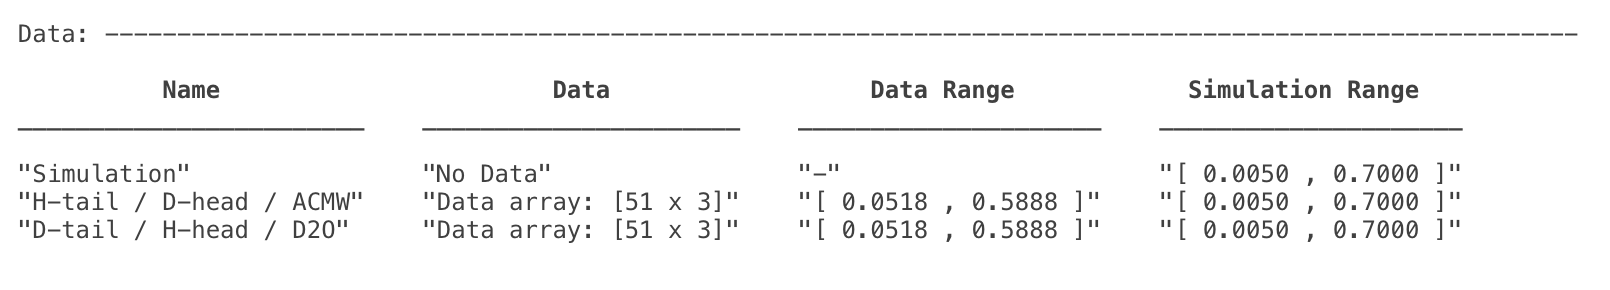 Data: ------------------------------------------------------------------------------------------------------
Name Data Data Range Simulation Range
"Simulation" "No Data" "-" "[ 0.0050 , 0.7000 ]"
"H-tail / D-head / ACMW" "Data array: [51 x 3]" "[ 0.0518 , 0.5888 ]" "[ 0.0050 , 0.7000 ]"
"D-tail / H-head / D2O" "Data array: [51 x 3]" "[ 0.0518 , 0.5888 ]" "[ 0.0050 , 0.7000 ]"